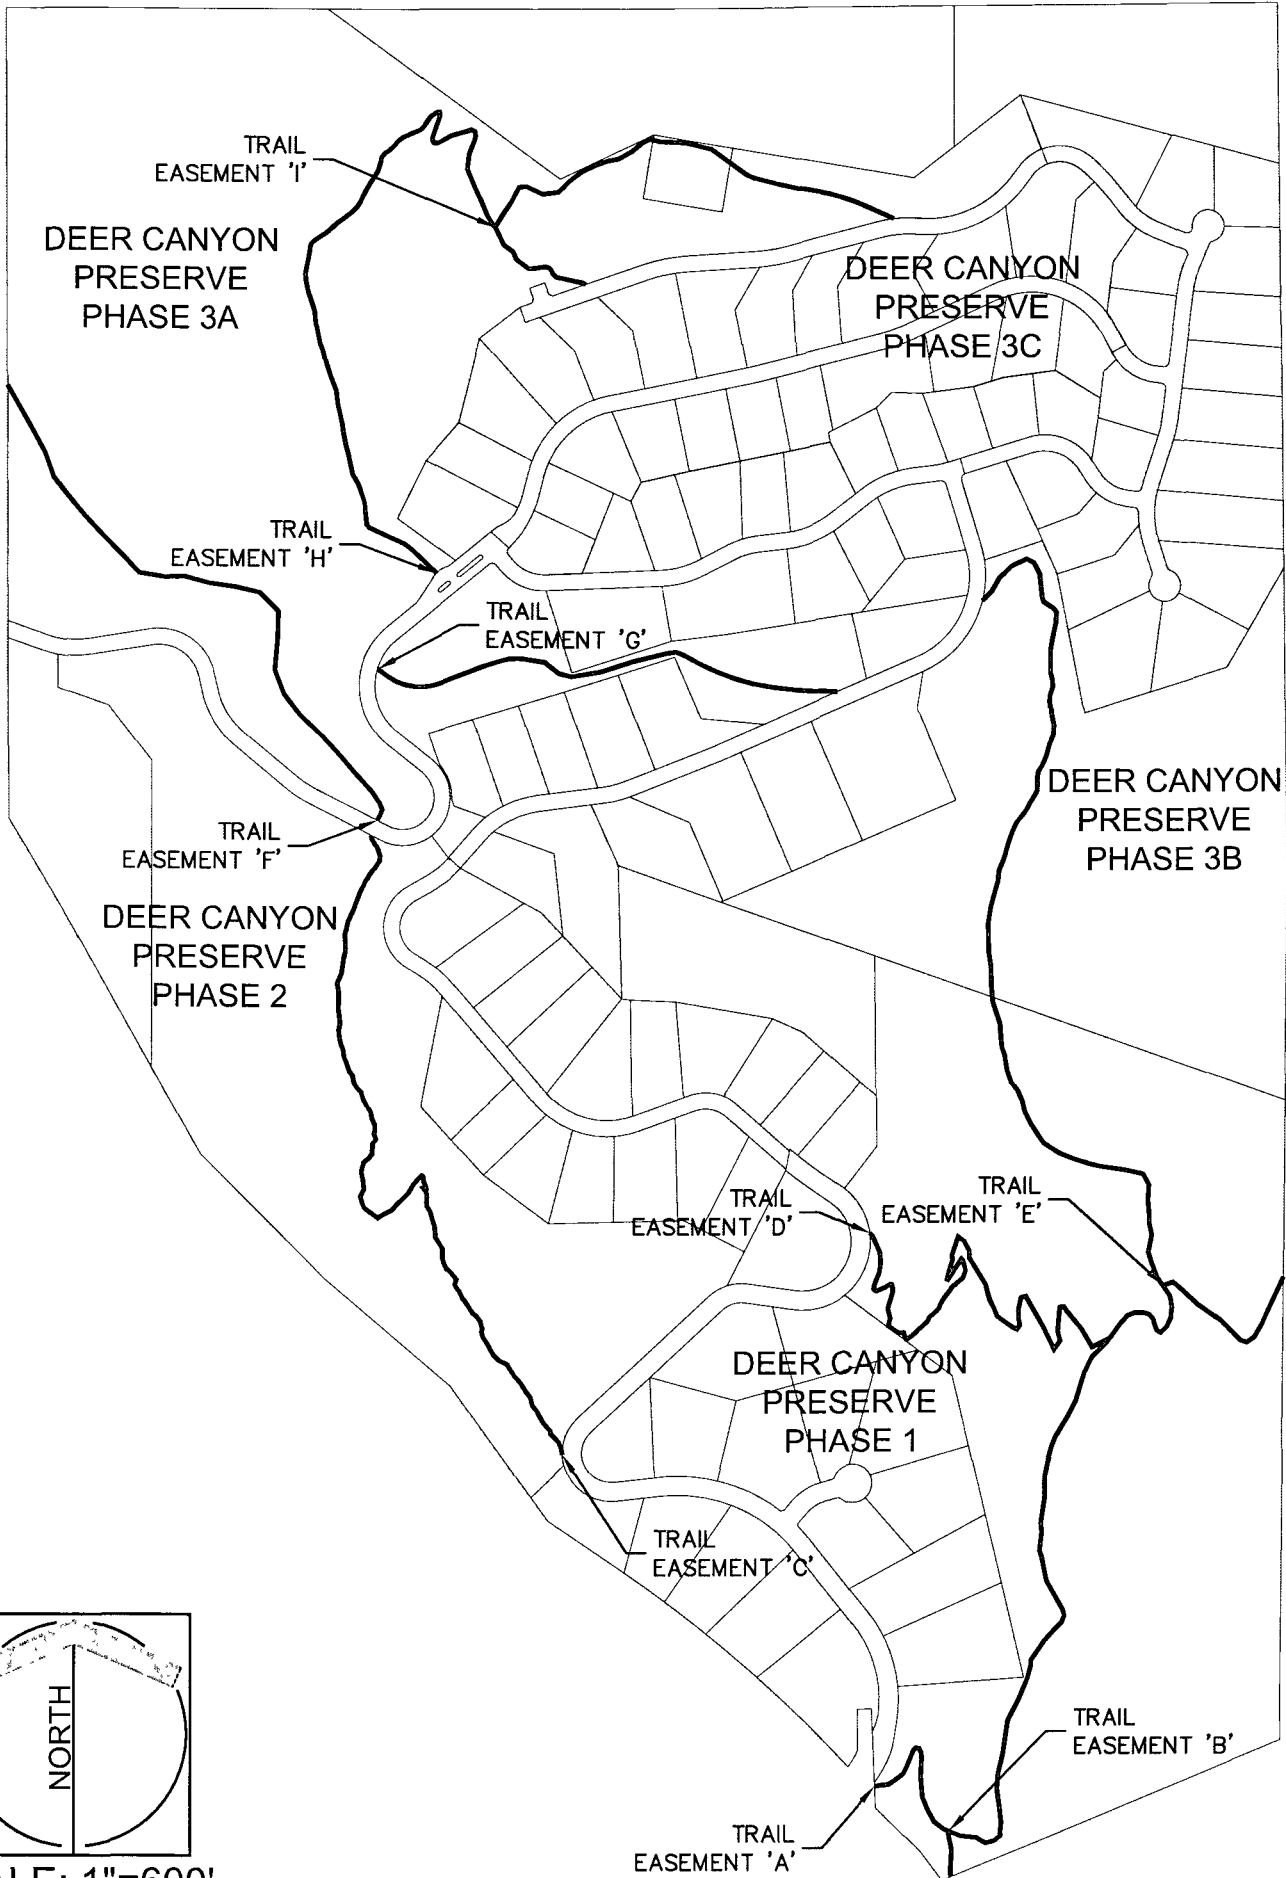 TRAIL
EASEMENT 'I'
DEER CANYON
PRESERVE
PHASE 3A
DEER CANYON
PRESERVE
PHASE 3C
TRAIL
EASEMENT 'H'
TRAIL
EASEMENT 'G'
DEER CANYON
PRESERVE
PHASE 3B
TRAIL
EASEMENT 'F'
DEER CANYON
PRESERVE
PHASE 2
TRAIL
EASEMENT 'D'
TRAIL
EASEMENT 'E'
DEER CANYON
PRESERVE
PHASE 1
TRAIL
EASEMENT 'C'
NORTH
TRAIL
EASEMENT 'B'
TRAIL
EASEMENT 'A'